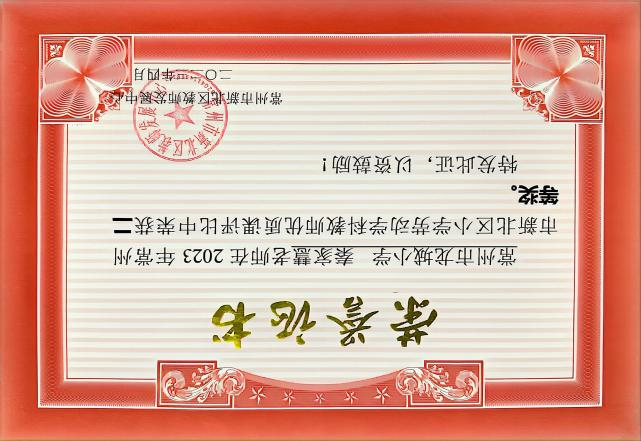 荣誉证书
常州市龙城小学 秦家慧老师在 2023 年常州
市新北区小学劳动学科教师优质课评比中荣获二
等奖。
特发此证，以资鼓励！
常州市新北区教师发展中心
二〇二三年四月